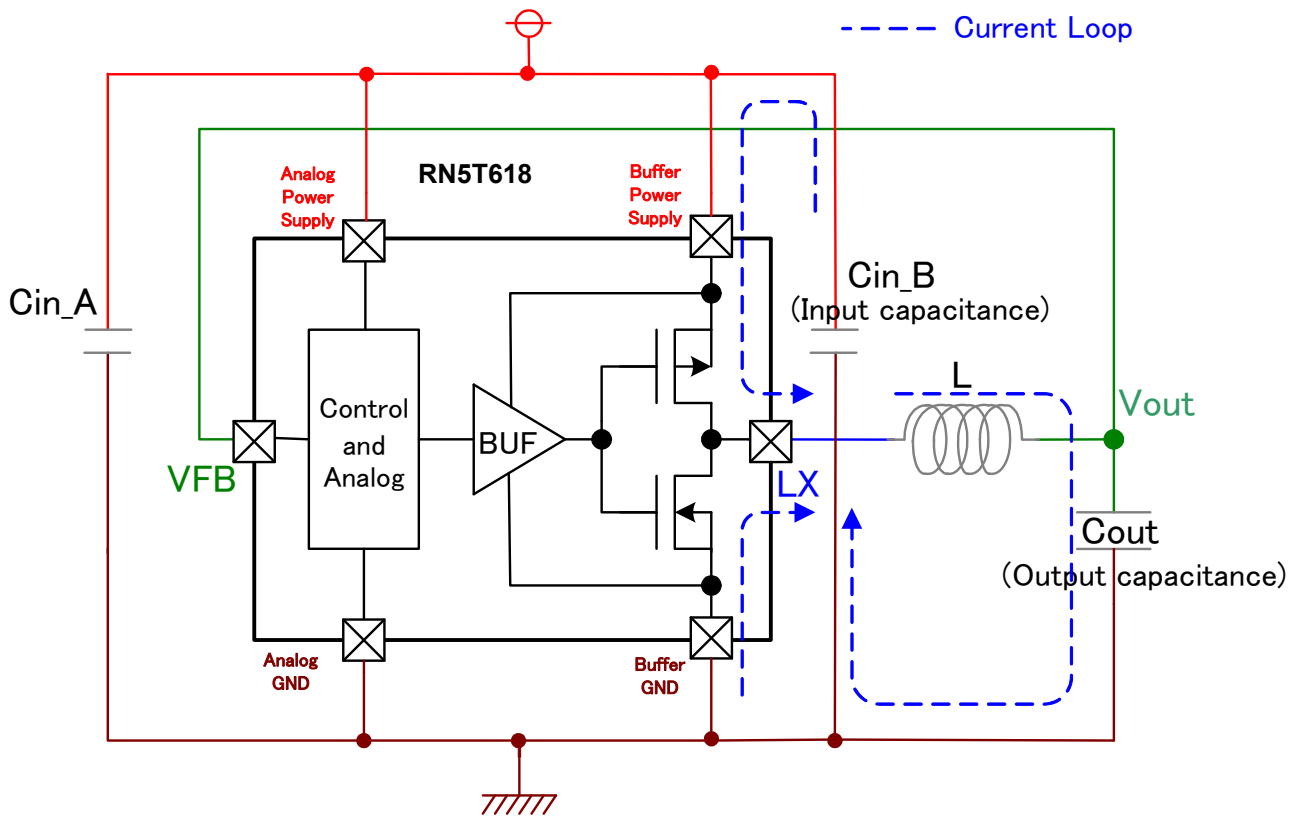 Current Loop
RN5T618
Analog
Power
Supply
Buffer
Power
Supply
Cin_A
Cin_B
(Input capacitance)
Control
and
Analog
BUF
L
Vout
VFB
LX
Cout
(Output capacitance)
Analog
GND
Buffer
GND